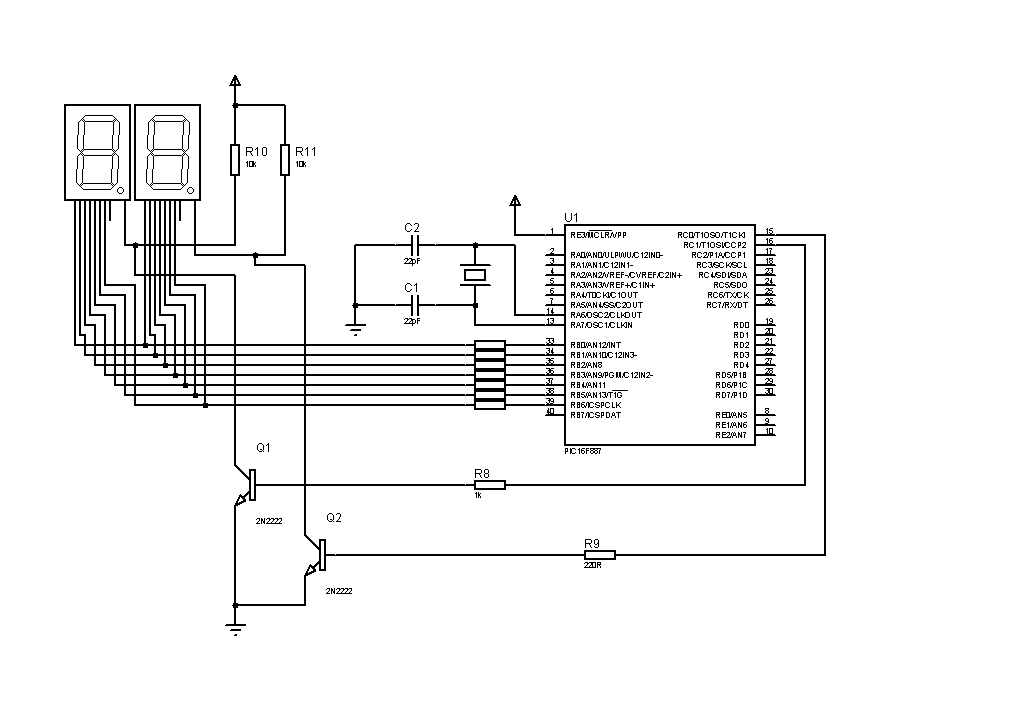 R10
10k
R11
10k
C2
22pF
C1
22pF
U1
1 RE3/MCLR/VPP
2 RA0/AN0/ULPWU/C12IN0-
3 RA1/AN1/C12IN1-
4 RA2/AN2/VREF-/CVREF/C2IN+
5 RA3/AN3/VREF+/C1IN+
6 RA4/T0CKI/C1OUT
7 RA5/AN4/SS/C2OUT
14 RA6/OSC2/CLKOUT
13 RA7/OSC1/CLKIN
33 RB0/AN12/INT
34 RB1/AN10/C12IN3-
35 RB2/AN8
36 RB3/AN9/PGM/C12IN2-
37 RB4/AN11
38 RB5/AN13/T1G
39 RB6/ICSPCLK
40 RB7/ICSPDAT
RC0/T1OSO/T1CKI 15
RC1/T1OSI/CCP2 16
RC2/P1A/CCP1 17
RC3/SCK/SCL 18
RC4/SDI/SDA 23
RC5/SDO 24
RC6/TX/CK 25
RC7/RX/DT 26
RD0 19
RD1 20
RD2 21
RD3 22
RD4 27
RD5/P1B 28
RD6/P1C 29
RD7/P1D 30
RE0/AN5 8
RE1/AN6 9
RE2/AN7 10
PIC16F887
Q1
2N2222
R8
1k
Q2
2N2222
R9
220R